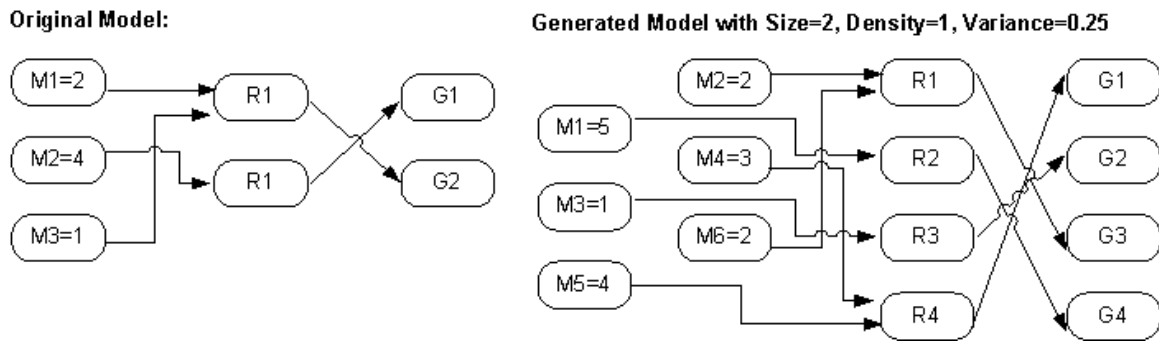 Original Model:
M1=2
R1
G1
M2=4
R1
G2
M3=1
Generated Model with Size=2, Density=1, Variance=0.25
M2=2
R1
G1
M1=5
M4=3
R2
G2
M3=1
M6=2
R3
G3
M5=4
R4
G4